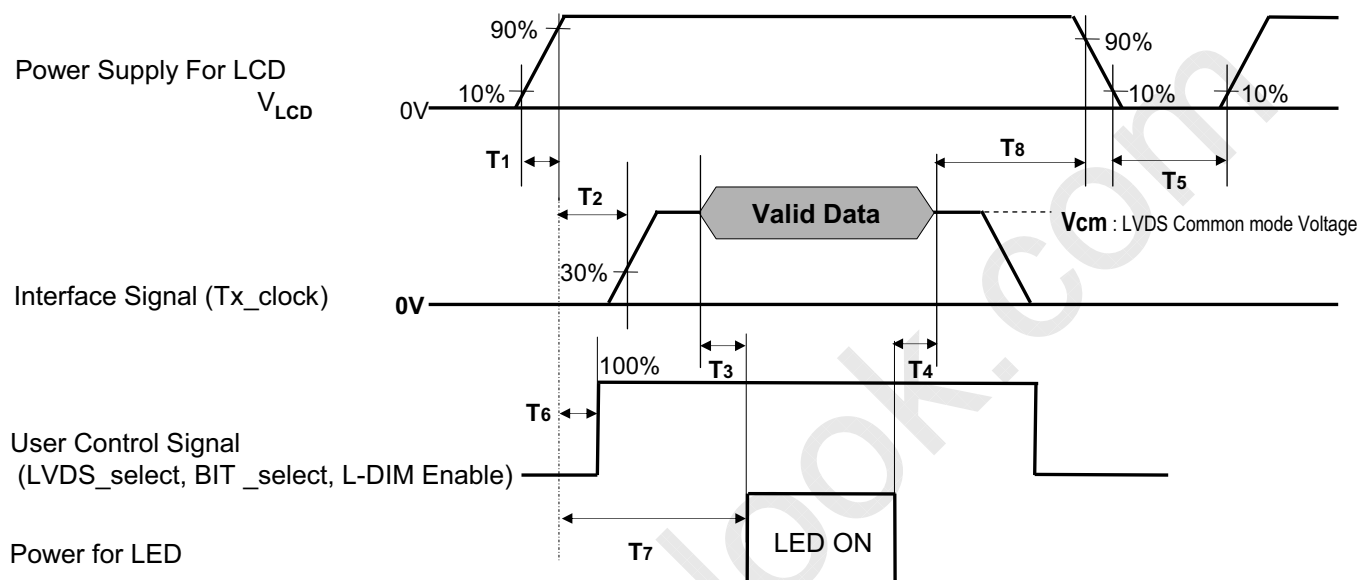 90%
90%
Power Supply For LCD
VLCD
10%
10%
10%
0V
T1
T8
T2
T5
Valid Data
Vcm : LVDS Common mode Voltage
30%
Interface Signal (Tx_clock)
0V
100%
T3
T4
T6
User Control Signal
(LVDS_select, BIT _select, L-DIM Enable)
T7
LED ON
Power for LED
look.com